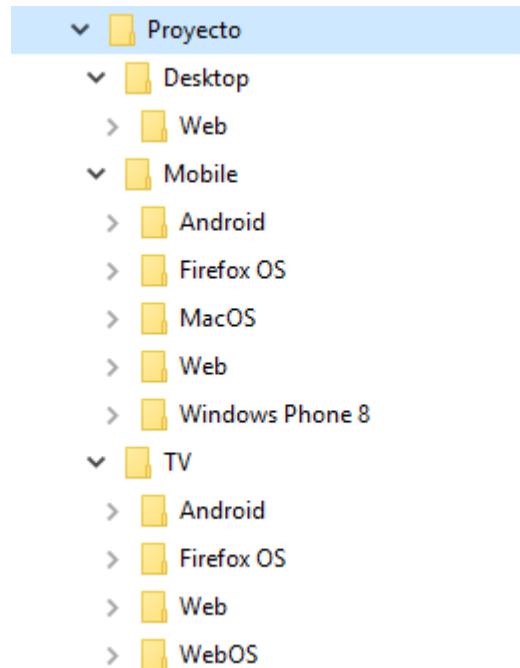 Proyecto
Desktop
Web
Mobile
Android
Firefox OS
MacOS
Web
Windows Phone 8
TV
Android
Firefox OS
Web
WebOS